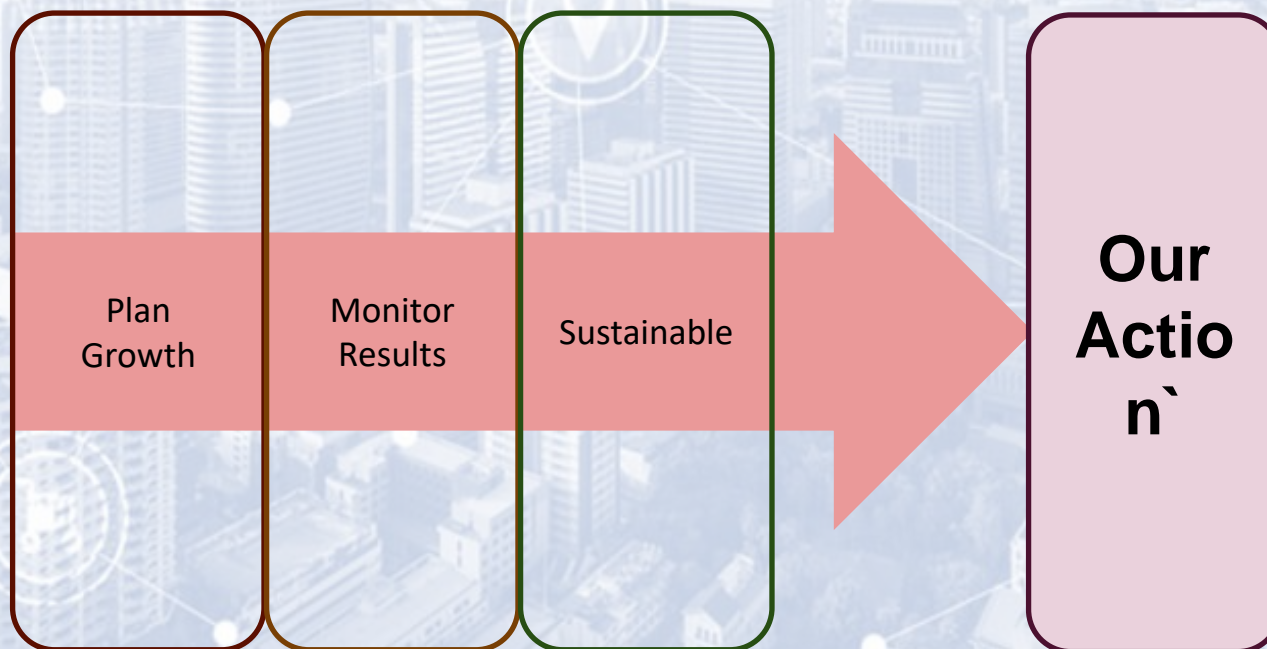 Plan
Growth
Monitor
Results
Sustainable
Our
Actio
n`